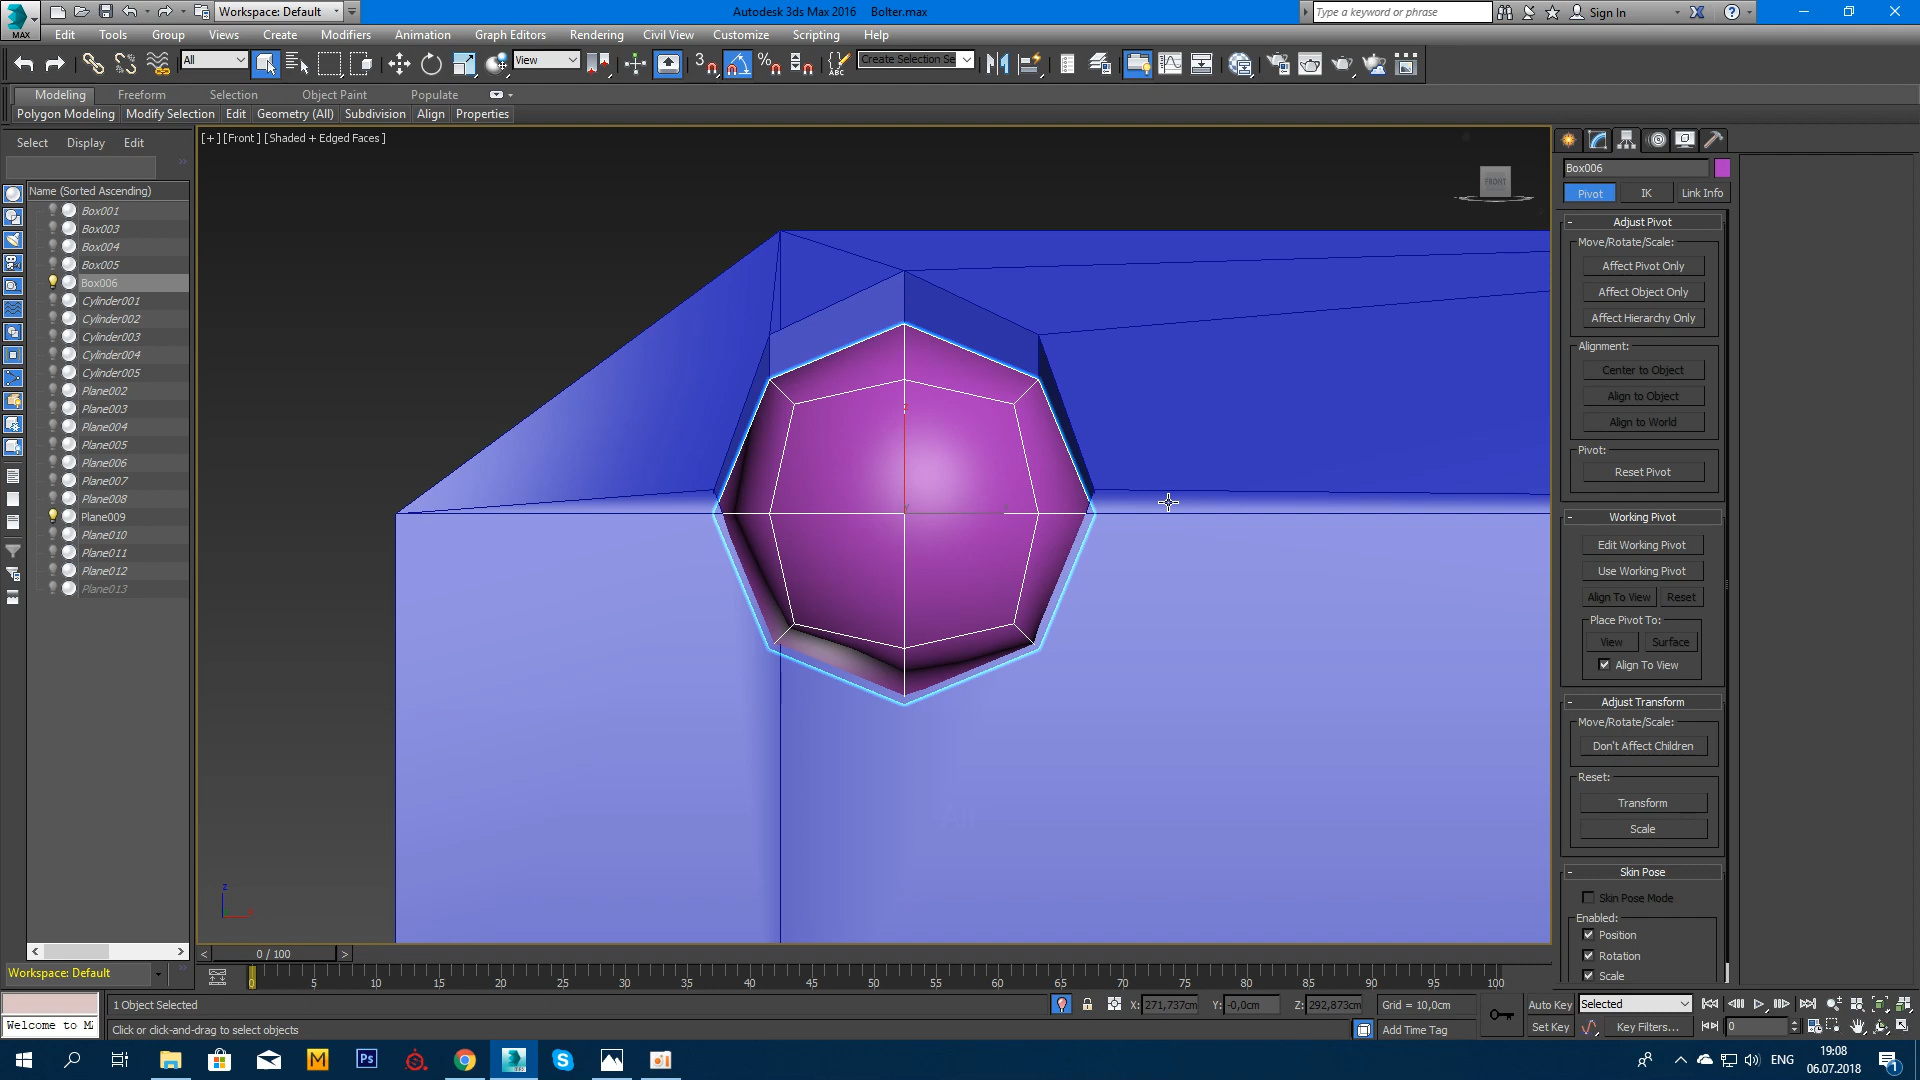 Workspace: Default
Autodesk 3ds Max 2016 Bolter.max
Type a keyword or phrase
Sign In
MAX
Edit Tools Group Views Create Modifiers Animation Graph Editors Rendering Civil View Customize Scripting Help
All
View
3
ABC
Create Selection Se
Modeling Freeform Selection Object Paint Populate
Polygon Modeling Modify Selection Edit Geometry (All) Subdivision Align Properties
Select Display Edit
[+] [Front] [Shaded + Edged Faces]
FRONT
Name (Sorted Ascending)
Box001
Box003
Box004
Box005
Box006
Cylinder001
Cylinder002
Cylinder003
Cylinder004
Cylinder005
Plane002
Plane003
Plane004
Plane005
Plane006
Plane007
Plane008
Plane009
Plane010
Plane011
Plane012
Plane013
Box006
Pivot IK Link Info
Adjust Pivot
Move/Rotate/Scale:
Affect Pivot Only
Affect Object Only
Affect Hierarchy Only
Alignment:
Center to Object
Align to Object
Align to World
Pivot:
Reset Pivot
Working Pivot
Edit Working Pivot
Use Working Pivot
Align To View Reset
Place Pivot To:
View Surface
Align To View
Adjust Transform
Move/Rotate/Scale:
Don't Affect Children
Reset:
Transform
Scale
Skin Pose
Skin Pose Mode
Enabled:
Position
Rotation
Scale
z
0 / 100
Workspace: Default
0 5 10 15 20 25 30 35 40 45 50 55 60 65 70 75 80 85 90 95 100
1 Object Selected
X: 271,737cm Y: -0,0cm Z: 292,873cm Grid = 10,0cm
Auto Key Selected
Welcome to M
Click or click-and-drag to select objects
Add Time Tag
Set Key Key Filters... 0
ENG
19:08
06.07.2018
1